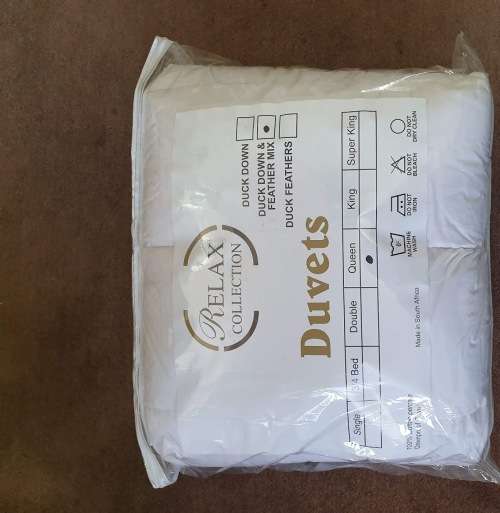 RELAX
COLLECTION
DUCK DOWN
DUCK DOWN &
FEATHER MIX
DUCK FEATHERS
Duvets
Single
3/4 Bed
Double
Queen
King
Super King
MACHINE
WASH
DO NOT
IRON
DO NOT
BLEACH
DO NOT
DRY CLEAN
Made in South Africa
100%